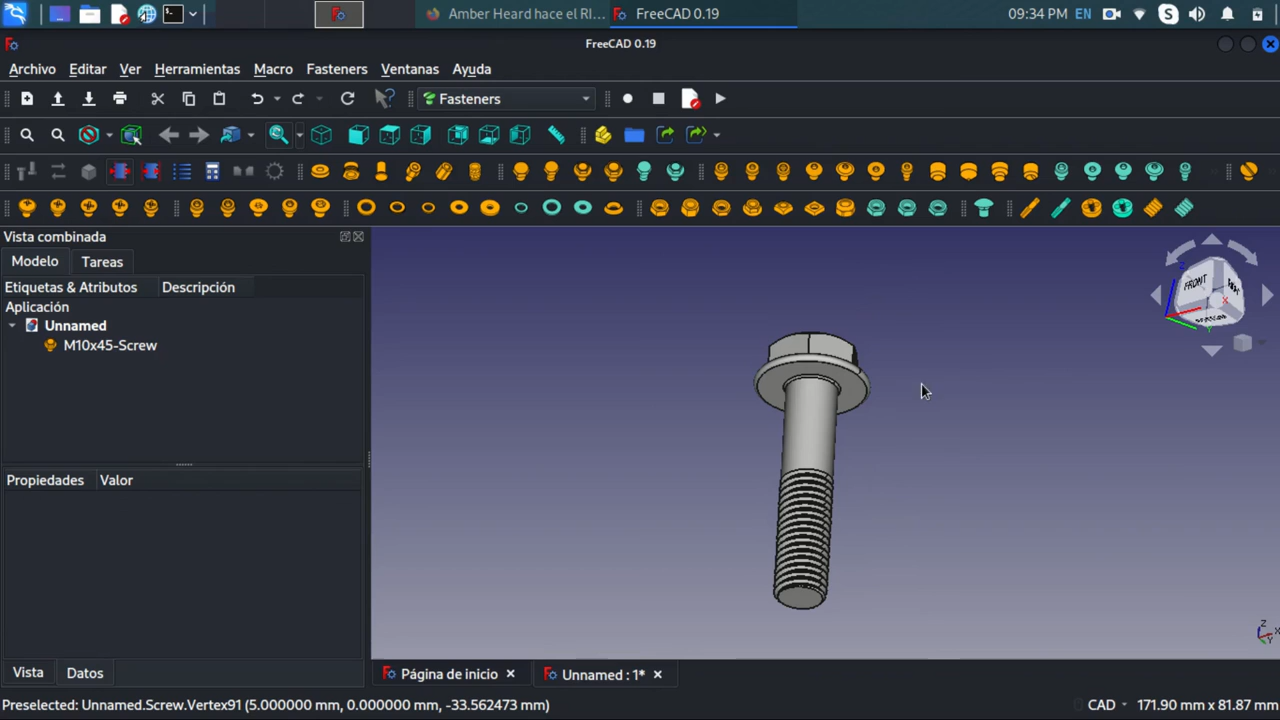 Amber Heard hace el RI...
FreeCAD 0.19
09:34 PM EN
S
FreeCAD 0.19
Archivo Editar Ver Herramientas Macro Fasteners Ventanas Ayuda
Fasteners
Vista combinada
Modelo Tareas
Etiquetas & Atributos Descripción
Aplicación
Unnamed
M10x45-Screw
Propiedades Valor
Vista Datos
FRONT
Z
X
Y
Z
X
Y
Página de inicio
Unnamed : 1*
Preselected: Unnamed.Screw.Vertex91 (5.000000 mm, 0.000000 mm, -33.562473 mm)
CAD 171.90 mm x 81.87 mm